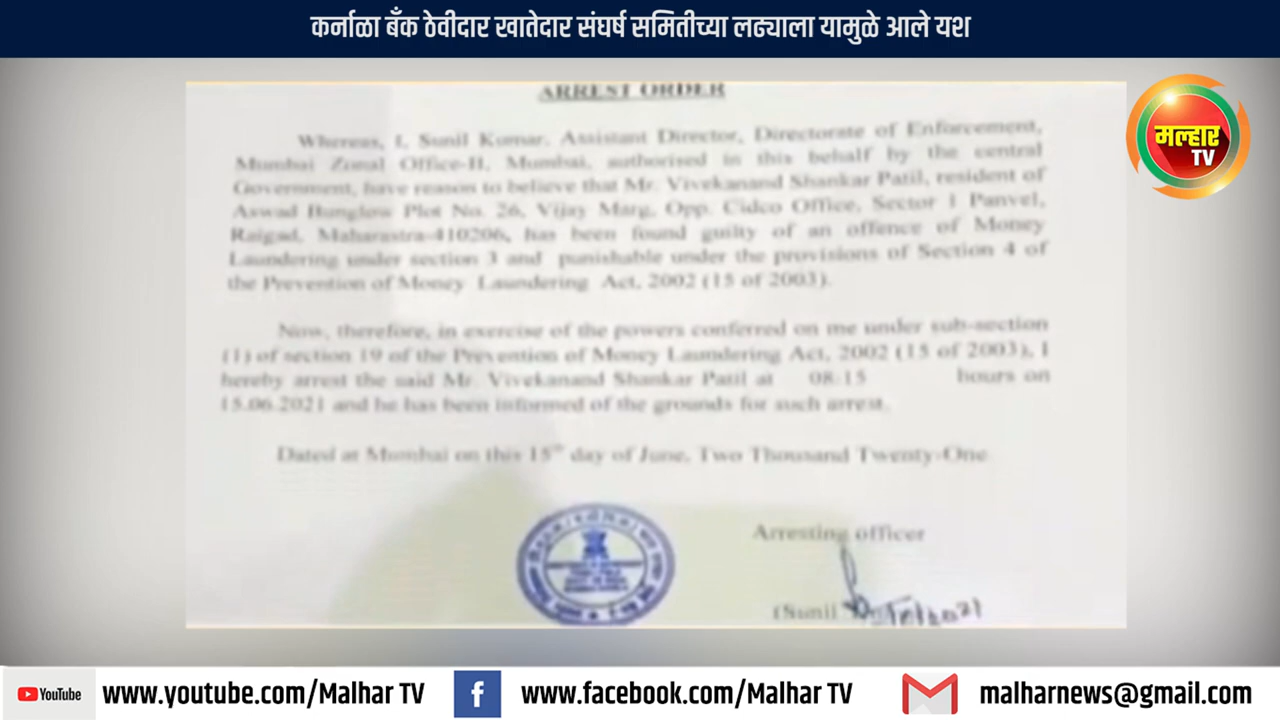 कर्नाळा बँक ठेवीदार खातेदार संघर्ष समितीच्या लढ्याला यामुळे आले यश
ARREST ORDER
मल्हार
TV
Whereas, I, Sunil Kumar, Assistant Director, Directorate of Enforcement,
Mumbai Zonal Office-II, Mumbai, authorised in this behalf by the central
Government, have reason to believe that Mr. Vivekanand Shankar Patil, resident of
Aswad Bunglow Plot No. 26, Vijay Marg, Opp. Cidco Office, Sector 1 Panvel,
Raigad, Maharastra-410206, has been found guilty of an offence of Money
Laundering under section 3 and punishable under the provisions of Section 4 of
the Prevention of Money Laundering Act, 2002 (15 of 2003).
Now, therefore, in exercise of the powers conferred on me under sub-section
(1) of section 19 of the Prevention of Money Laundering Act, 2002 (15 of 2003), I
hereby arrest the said Mr. Vivekanand Shankar Patil at 08:15 hours on
15.06.2021 and he has been informed of the grounds for such arrest.
Dated at Mumbai on this 15th day of June, Two Thousand Twenty-One
Arresting officer
(Sunil
YouTube
www.youtube.com/Malhar TV
www.facebook.com/Malhar TV
malharnews@gmail.com